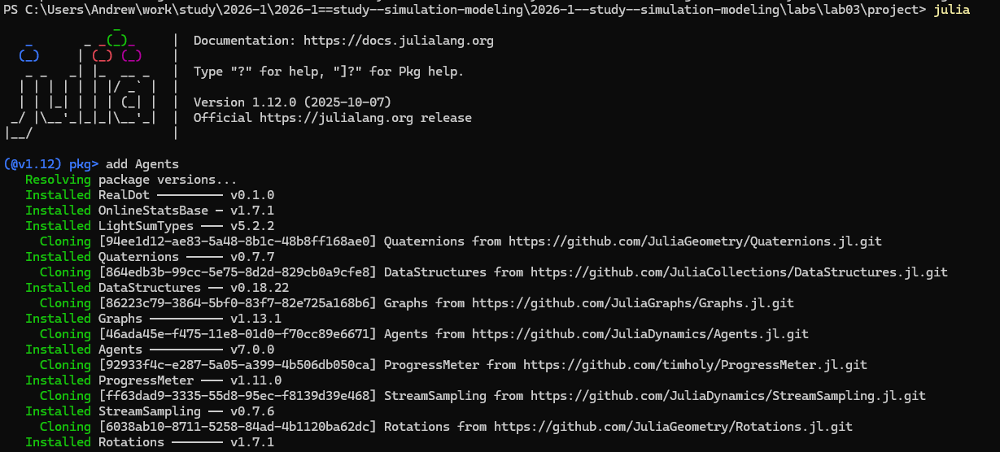 PS C:\Users\Andrew\work\study\2026-1\2026-1==study--simulation-modeling\2026-1--study--simulation-modeling\labs\lab03\project> julia
               _
   _       _ _(_)_     |  Documentation: https://docs.julialang.org
  (_)     | (_) (_)    |
   _ _   _| |_  __ _   |  Type "?" for help, "]?" for Pkg help.
  | | | | | | |/ _` |  |
  | | |_| | | | (_| |  |  Version 1.12.0 (2025-10-07)
 _/ |\__'_|_|_|\__'_|  |  Official https://julialang.org release
|__/                   |
(@v1.12) pkg> add Agents
   Resolving package versions...
   Installed RealDot ───────── v0.1.0
   Installed OnlineStatsBase ─ v1.7.1
   Installed LightSumTypes ─── v5.2.2
     Cloning [94ee1d12-ae83-5a48-8b1c-48b8ff168ae0] Quaternions from https://github.com/JuliaGeometry/Quaternions.jl.git
   Installed Quaternions ───── v0.7.7
     Cloning [864edb3b-99cc-5e75-8d2d-829cb0a9cfe8] DataStructures from https://github.com/JuliaCollections/DataStructures.jl.git
   Installed DataStructures ── v0.18.22
     Cloning [86223c79-3864-5bf0-83f7-82e725a168b6] Graphs from https://github.com/JuliaGraphs/Graphs.jl.git
   Installed Graphs ────────── v1.13.1
     Cloning [46ada45e-f475-11e8-01d0-f70cc89e6671] Agents from https://github.com/JuliaDynamics/Agents.jl.git
   Installed Agents ────────── v7.0.0
     Cloning [92933f4c-e287-5a05-a399-4b506db050ca] ProgressMeter from https://github.com/timholy/ProgressMeter.jl.git
   Installed ProgressMeter ─── v1.11.0
     Cloning [ff63dad9-3335-55d8-95ec-f8139d39e468] StreamSampling from https://github.com/JuliaDynamics/StreamSampling.jl.git
   Installed StreamSampling ── v0.7.6
     Cloning [6038ab10-8711-5258-84ad-4b1120ba62dc] Rotations from https://github.com/JuliaGeometry/Rotations.jl.git
   Installed Rotations ─────── v1.7.1